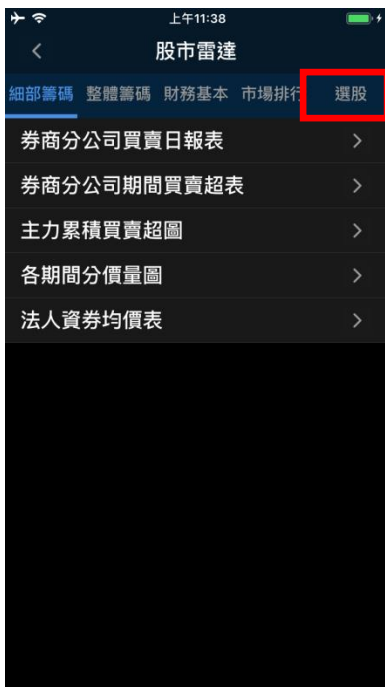 上午11:38
股市雷達
細部籌碼 整體籌碼 財務基本 市場排行 選股
券商分公司買賣日報表
券商分公司期間買賣超表
主力累積買賣超圖
各期間分價量圖
法人資券均價表